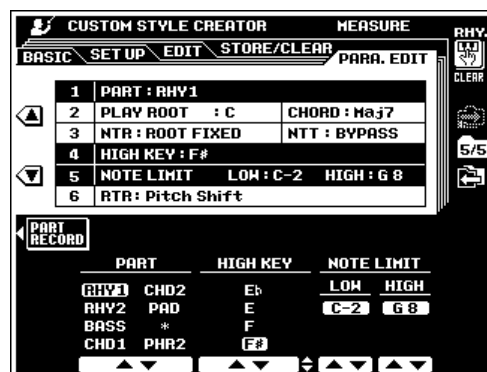 CUSTOM STYLE CREATOR MEASURE
BASIC SET UP EDIT STORE/CLEAR PARA. EDIT
RHY.
CLEAR
1 PART : RHY1
2 PLAY ROOT : C CHORD : Maj7
3 NTR : ROOT FIXED NTT : BYPASS
4 HIGH KEY : F#
5 NOTE LIMIT LOW : C-2 HIGH : G 8
6 RTR : Pitch Shift
5/5
PART
RECORD
PART HIGH KEY NOTE LIMIT
LOW HIGH
RHY1 CHD2 E♭ C-2 G 8
RHY2 PAD E
BASS * F
CHD1 PHR2 F#